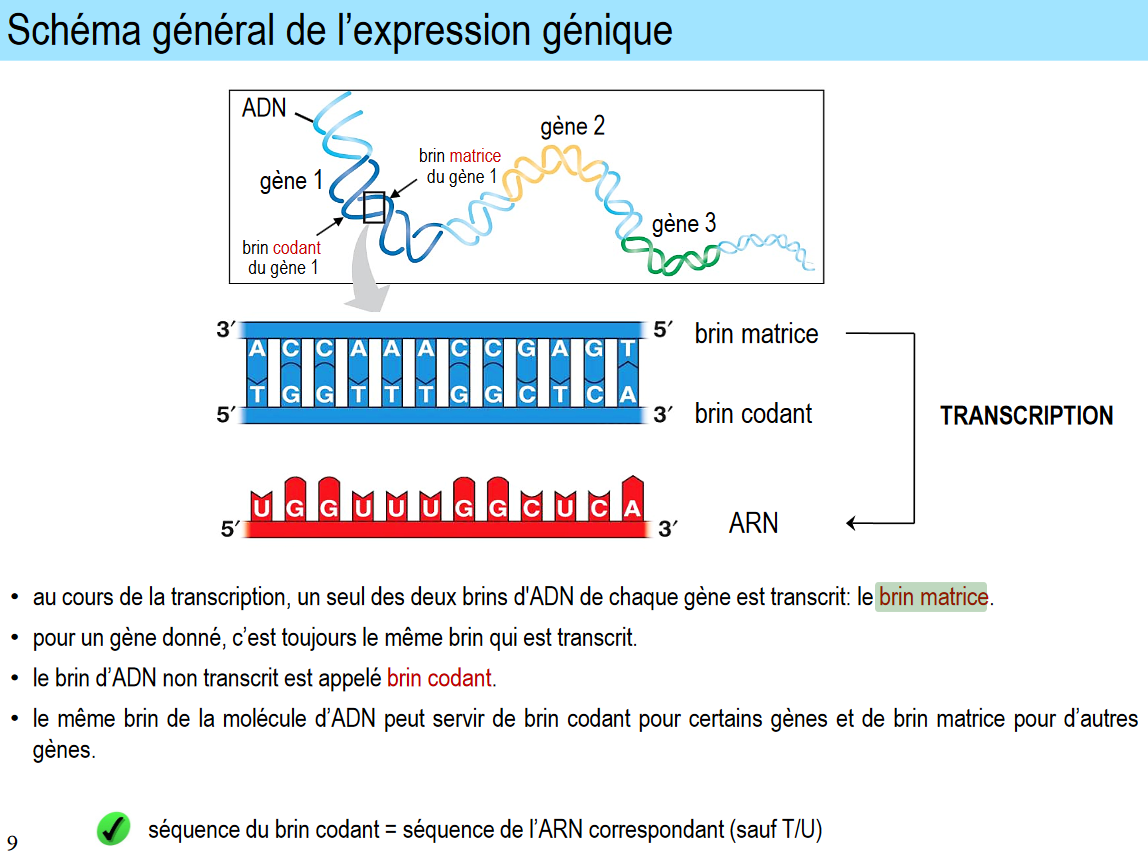 Schéma général de l’expression génique
ADN
gène 2
brin matrice
du gène 1
gène 1
gène 3
brin codant
du gène 1
3′ 5′ brin matrice
A C C A A A C C G A G T
T G G T T T G G C T C A
5′ 3′ brin codant
TRANSCRIPTION
U G G U U U G G C U C A
5′ 3′ ARN
• au cours de la transcription, un seul des deux brins d'ADN de chaque gène est transcrit: le brin matrice.
• pour un gène donné, c’est toujours le même brin qui est transcrit.
• le brin d’ADN non transcrit est appelé brin codant.
• le même brin de la molécule d’ADN peut servir de brin codant pour certains gènes et de brin matrice pour d’autres
gènes.
séquence du brin codant = séquence de l’ARN correspondant (sauf T/U)
9